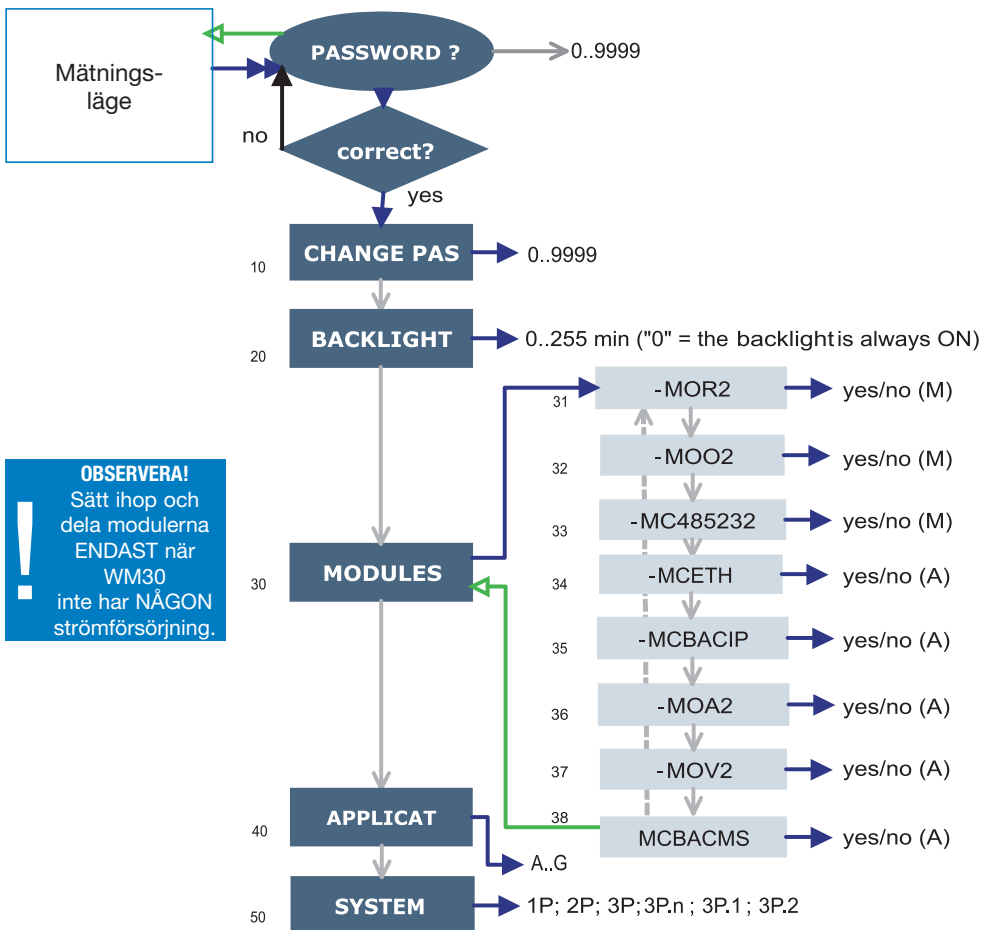 PASSWORD ?
0..9999
Mätnings-
läge
no
correct?
yes
CHANGE PAS
0..9999
10
BACKLIGHT
0..255 min ("0" = the backlight is always ON)
20
-MOR2
yes/no (M)
31
-MOO2
yes/no (M)
32
-MC485232
yes/no (M)
33
OBSERVERA!
Sätt ihop och
dela modulerna
ENDAST när
WM30
inte har NÅGON
strömförsörjning.
!
MODULES
30
-MCETH
yes/no (A)
34
-MCBACIP
yes/no (A)
35
-MOA2
yes/no (A)
36
-MOV2
yes/no (A)
37
38
MCBACMS
yes/no (A)
APPLICAT
40
A..G
SYSTEM
1P; 2P; 3P;3P.n ; 3P.1 ; 3P.2
50